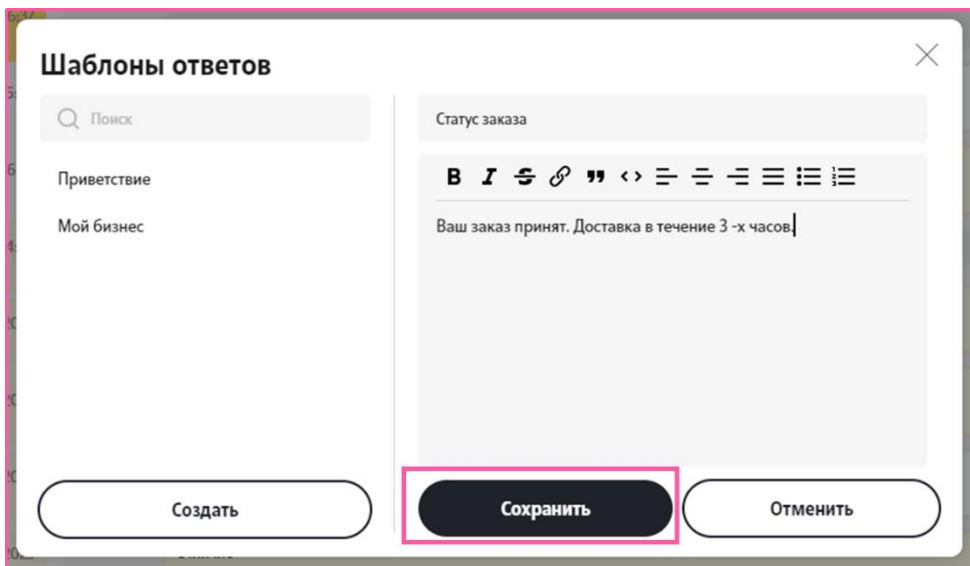 Шаблоны ответов
Поиск
Приветствие
Мой бизнес
Создать
Статус заказа
Ваш заказ принят. Доставка в течение 3 -х часов.
Сохранить
Отменить